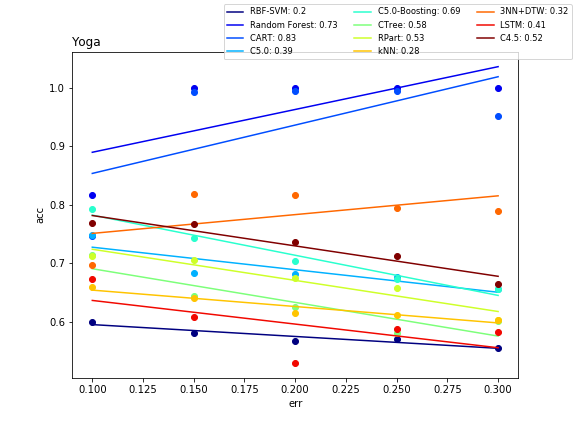 RBF-SVM: 0.2 C5.0-Boosting: 0.69 3NN+DTW: 0.32
Random Forest: 0.73 CTree: 0.58 LSTM: 0.41
CART: 0.83 RPart: 0.53 C4.5: 0.52
C5.0: 0.39 kNN: 0.28
Yoga
1.0
0.9
0.8
acc
0.7
0.6
0.100 0.125 0.150 0.175 0.200 0.225 0.250 0.275 0.300
err